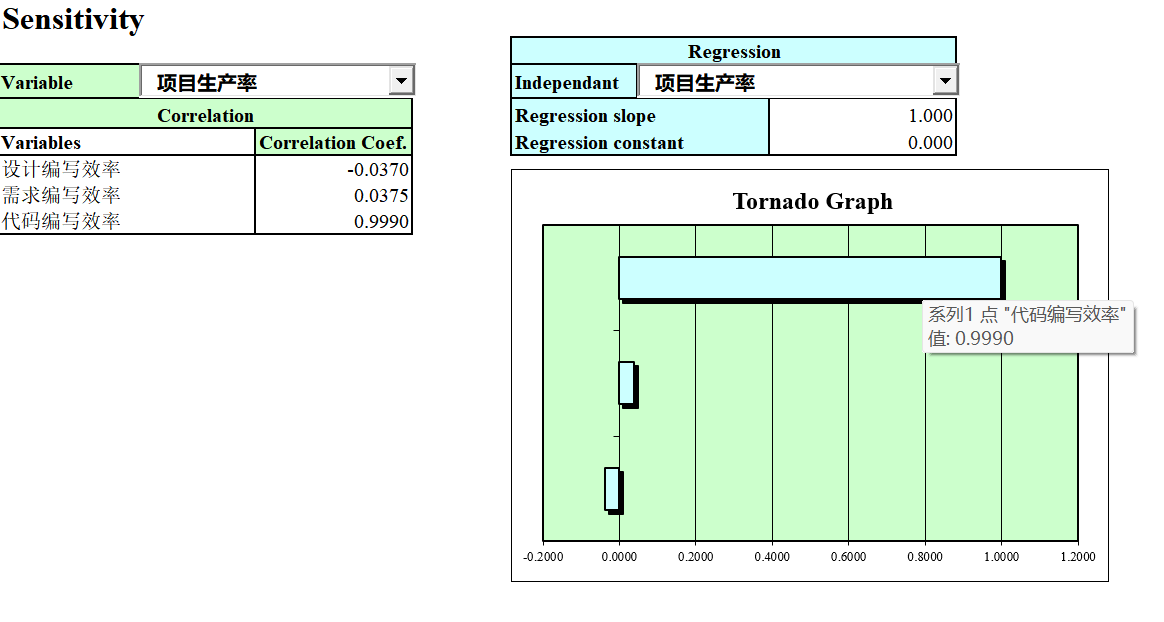 Sensitivity
Variable 项目生产率
Correlation
Variables Correlation Coef.
设计编写效率 -0.0370
需求编写效率 0.0375
代码编写效率 0.9990
Regression
Independant 项目生产率
Regression slope 1.000
Regression constant 0.000
Tornado Graph
系列1 点 "代码编写效率"
值: 0.9990
-0.2000 0.0000 0.2000 0.4000 0.6000 0.8000 1.0000 1.2000